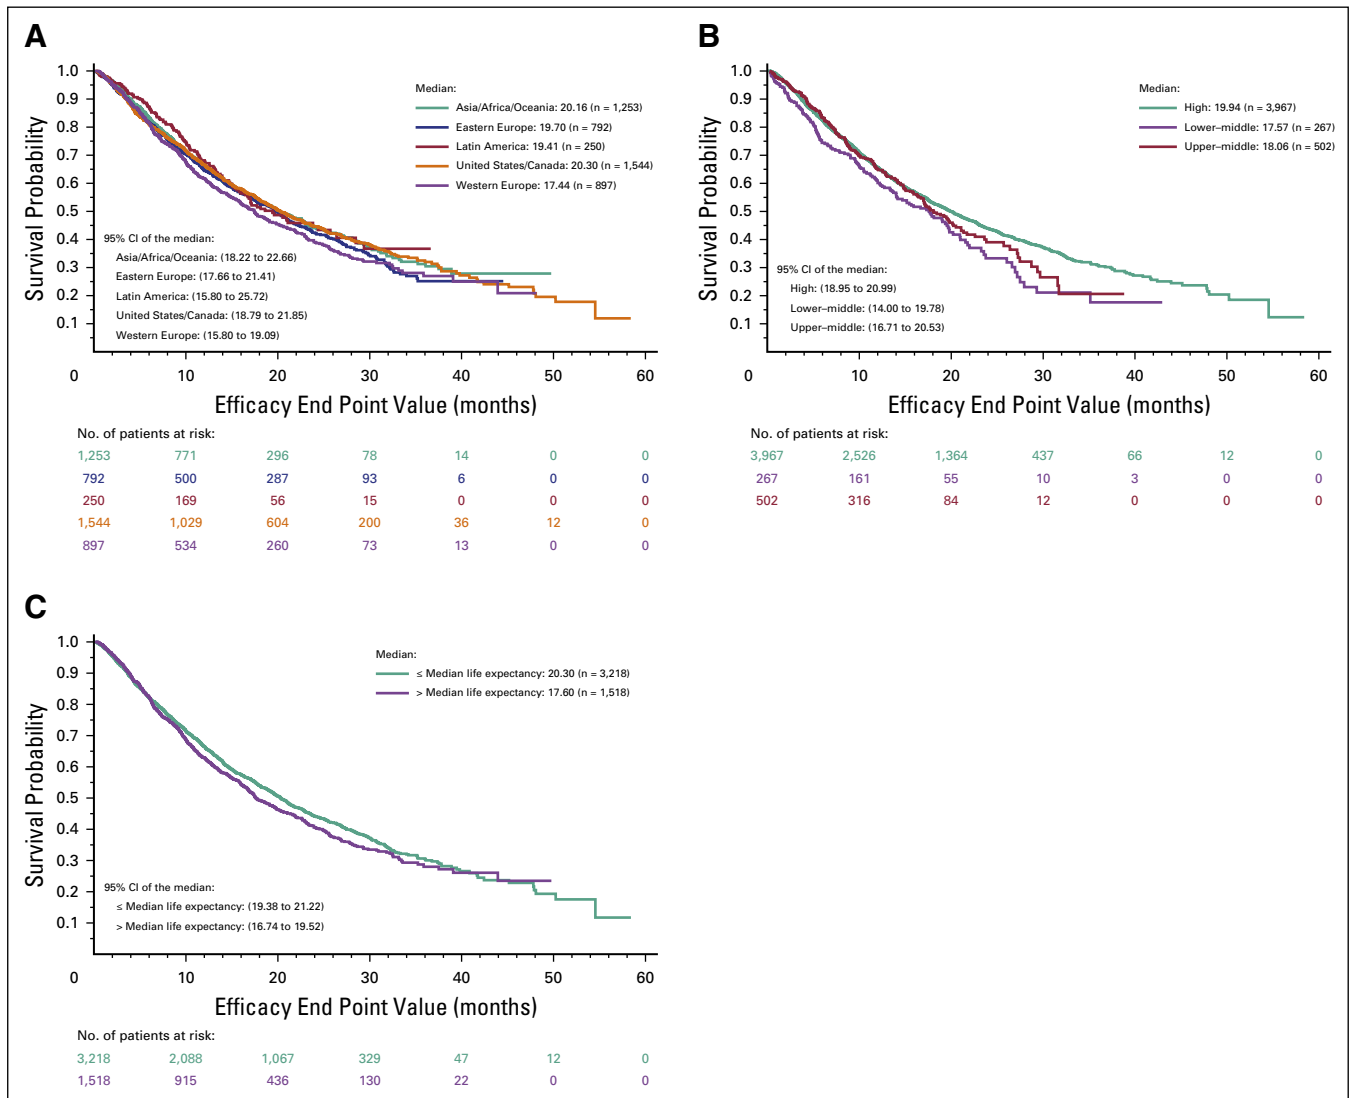 A
Survival Probability
1.0
0.9
0.8
0.7
0.6
0.5
0.4
0.3
0.2
0.1
Median:
Asia/Africa/Oceania: 20.16 (n = 1,253)
Eastern Europe: 19.70 (n = 792)
Latin America: 19.41 (n = 250)
United States/Canada: 20.30 (n = 1,544)
Western Europe: 17.44 (n = 897)
95% CI of the median:
Asia/Africa/Oceania: (18.22 to 22.66)
Eastern Europe: (17.66 to 21.41)
Latin America: (15.80 to 25.72)
United States/Canada: (18.79 to 21.85)
Western Europe: (15.80 to 19.09)
0 10 20 30 40 50 60
Efficacy End Point Value (months)
No. of patients at risk:
1,253 771 296 78 14 0 0
792 500 287 93 6 0 0
250 169 56 15 0 0 0
1,544 1,029 604 200 36 12 0
897 534 260 73 13 0 0
B
Survival Probability
1.0
0.9
0.8
0.7
0.6
0.5
0.4
0.3
0.2
0.1
Median:
High: 19.94 (n = 3,967)
Lower–middle: 17.57 (n = 267)
Upper–middle: 18.06 (n = 502)
95% CI of the median:
High: (18.95 to 20.99)
Lower–middle: (14.00 to 19.78)
Upper–middle: (16.71 to 20.53)
0 10 20 30 40 50 60
Efficacy End Point Value (months)
No. of patients at risk:
3,967 2,526 1,364 437 66 12 0
267 161 55 10 3 0 0
502 316 84 12 0 0 0
C
Survival Probability
1.0
0.9
0.8
0.7
0.6
0.5
0.4
0.3
0.2
0.1
Median:
≤ Median life expectancy: 20.30 (n = 3,218)
> Median life expectancy: 17.60 (n = 1,518)
95% CI of the median:
≤ Median life expectancy: (19.38 to 21.22)
> Median life expectancy: (16.74 to 19.52)
0 10 20 30 40 50 60
Efficacy End Point Value (months)
No. of patients at risk:
3,218 2,088 1,067 329 47 12 0
1,518 915 436 130 22 0 0